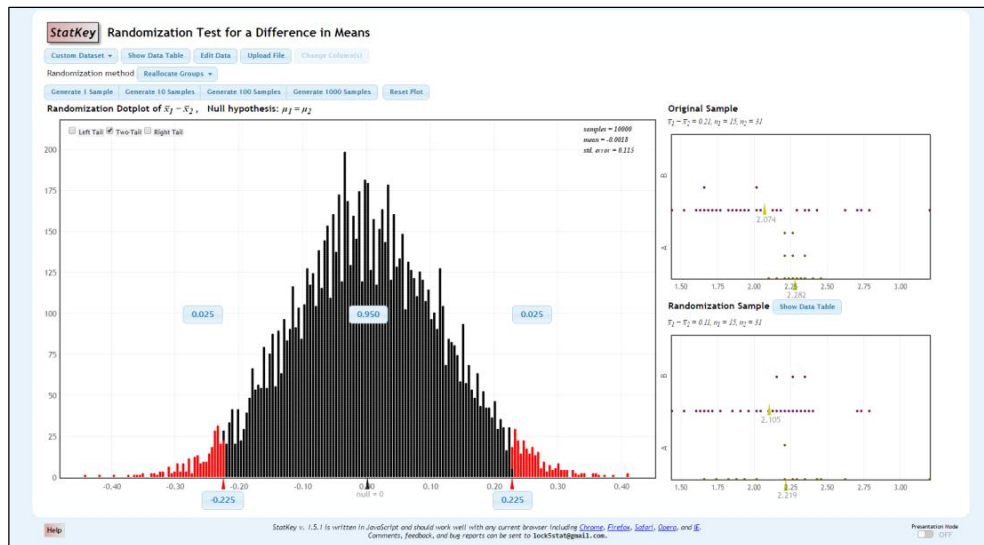 StatKey Randomization Test for a Difference in Means
Custom Dataset Show Data Table Edit Data Upload File Change Column(s)
Randomization method Reallocate Groups
Generate 1 Sample Generate 10 Samples Generate 100 Samples Generate 1000 Samples Reset Plot
Randomization Dotplot of x̅1 − x̅2 , Null hypothesis: μ1 = μ2
Left Tail Two-Tail Right Tail
samples = 10000
mean = -0.0018
std. error = 0.115
200
175
150
125
100
75
50
25
0
0.025 0.950 0.025
-0.40 -0.30 -0.20 -0.10 0.00 0.10 0.20 0.30 0.40
null = 0
-0.225 0.225
Original Sample
x̅1 − x̅2 = 0.21, n1 = 15, n2 = 31
B
2.074
A
1.50 1.75 2.00 2.25 2.50 2.75 3.00
2.282
Randomization Sample Show Data Table
x̅1 − x̅2 = 0.11, n1 = 15, n2 = 31
B
2.105
A
1.50 1.75 2.00 2.25 2.50 2.75 3.00
2.219
Help
StatKey v. 1.5.1 is written in JavaScript and should work well with any current browser including Chrome, Firefox, Safari, Opera, and IE.
Comments, feedback, and bug reports can be sent to lock5stat@gmail.com.
Presentation Mode
OFF